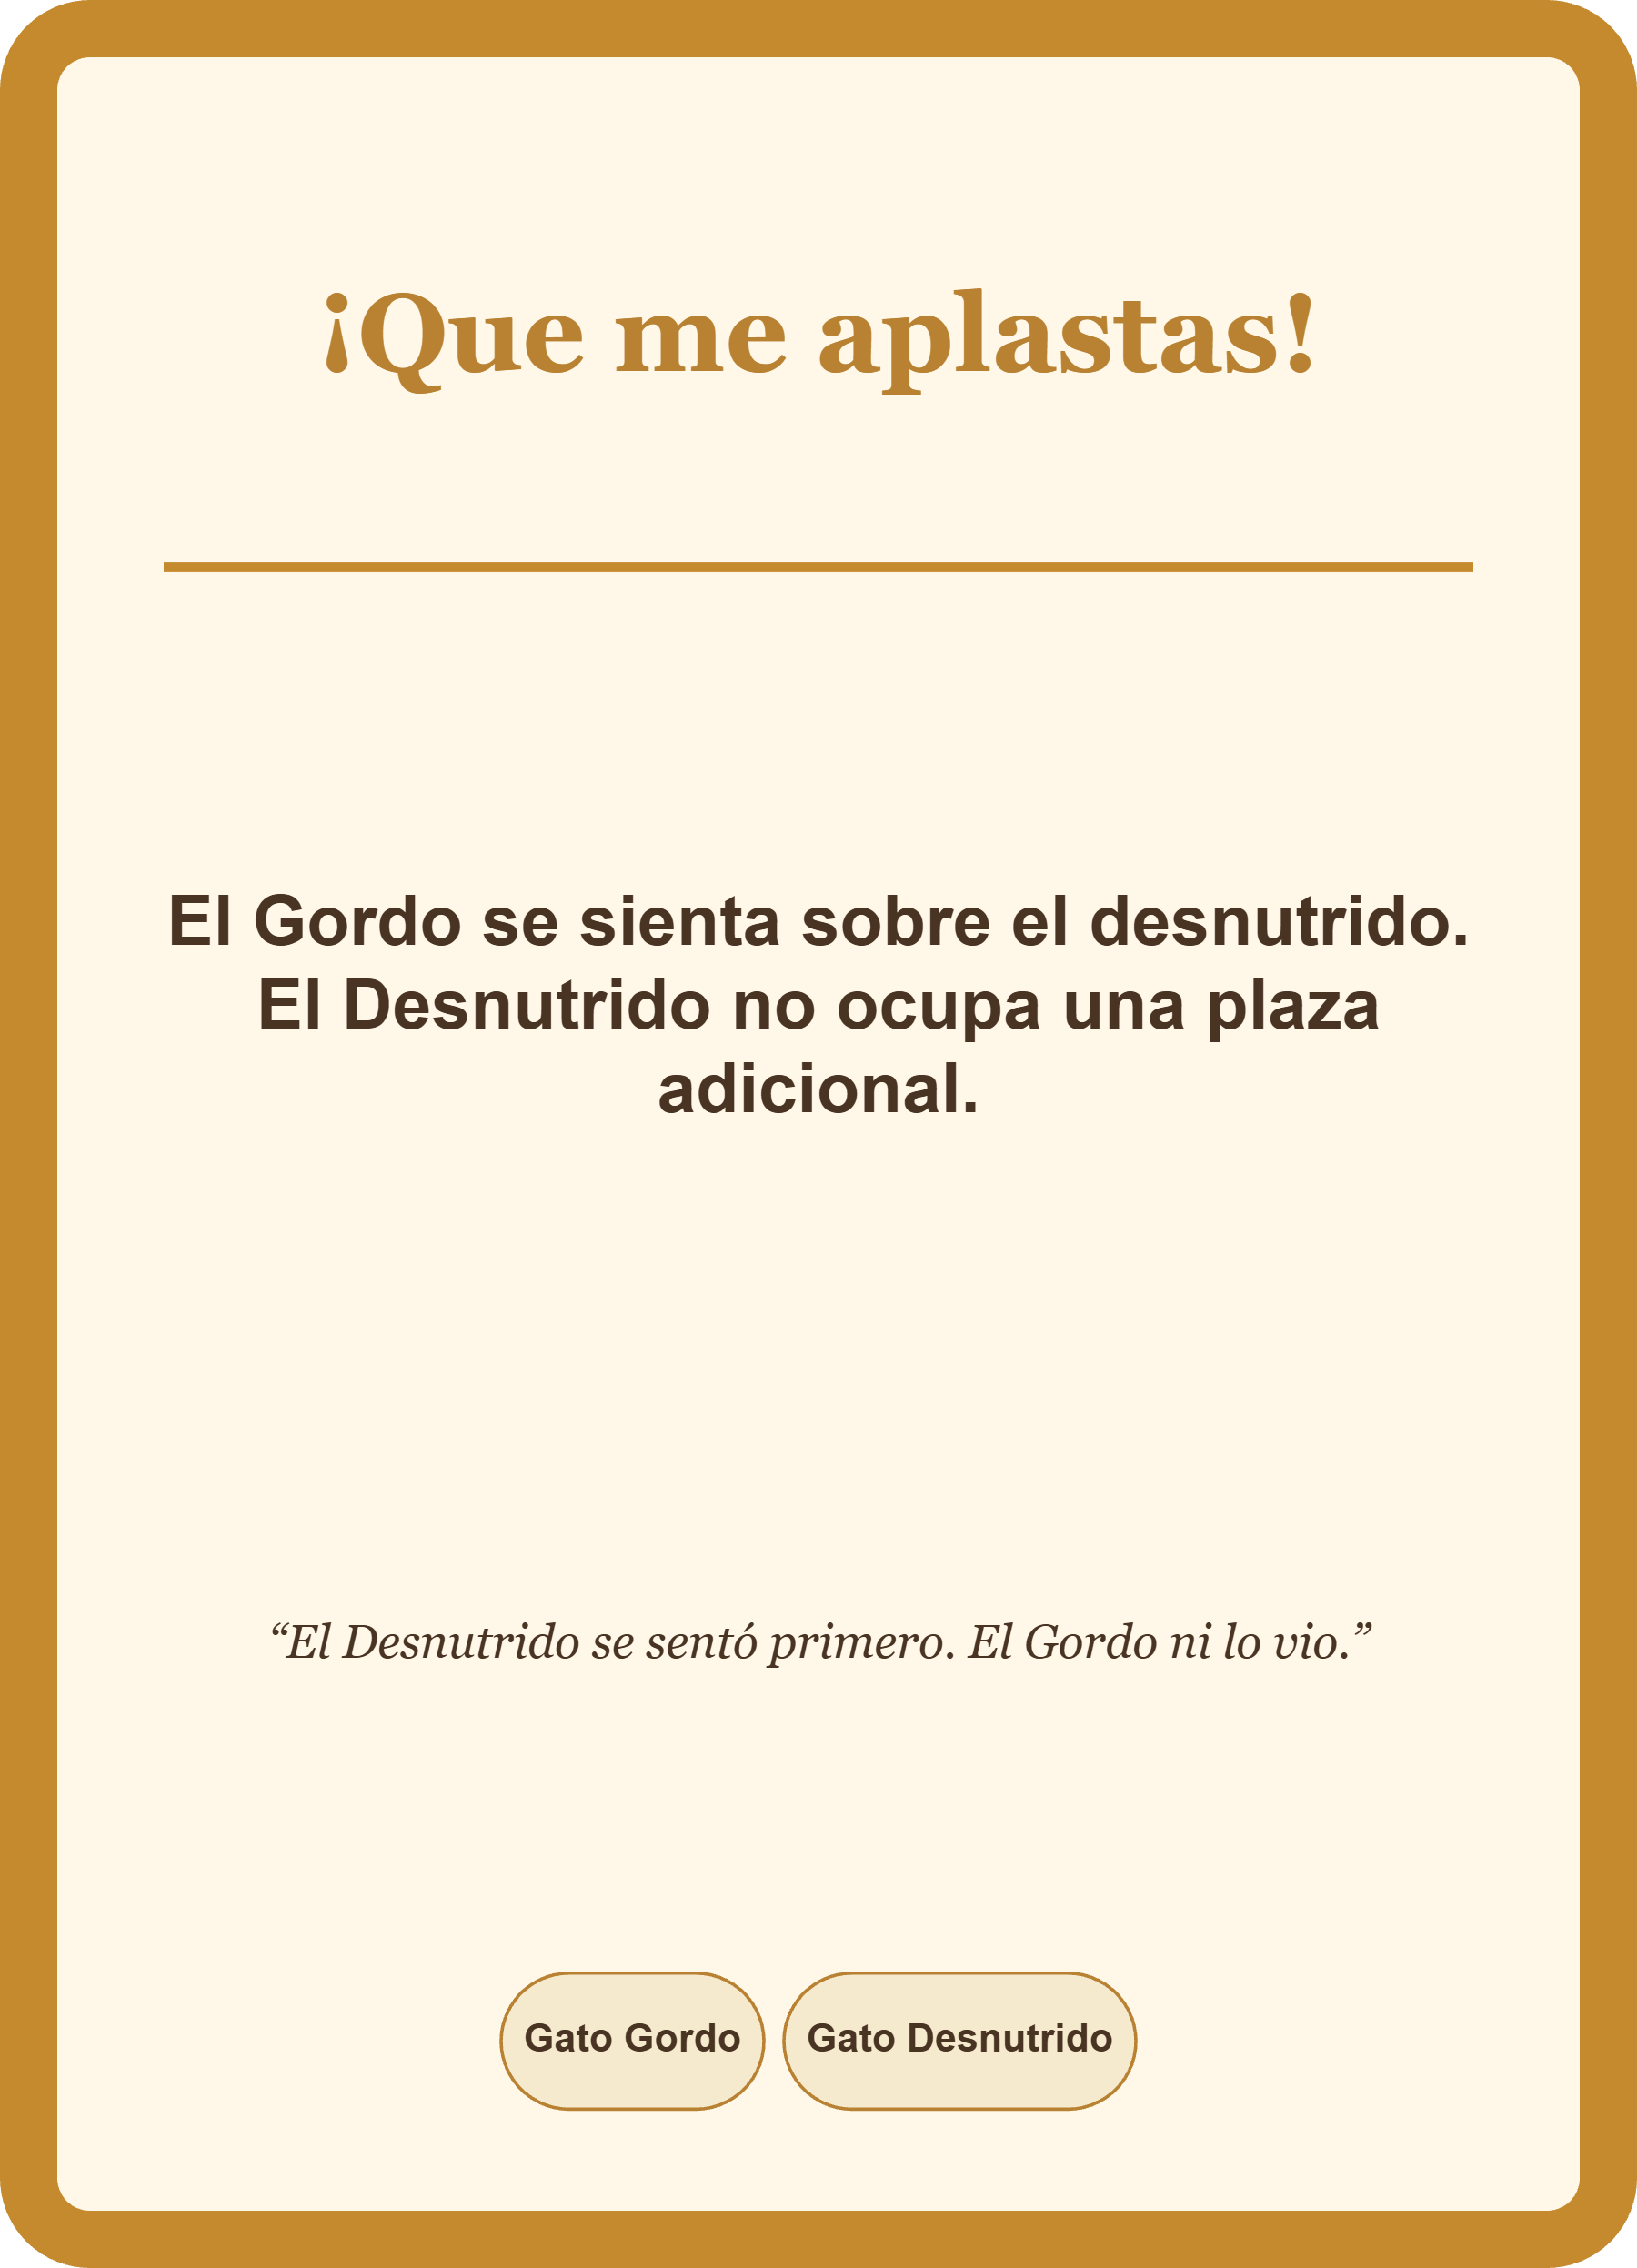 ¡Que me aplastas!
El Gordo se sienta sobre el desnutrido.
El Desnutrido no ocupa una plaza
adicional.
“El Desnutrido se sentó primero. El Gordo ni lo vio.”
Gato Gordo Gato Desnutrido